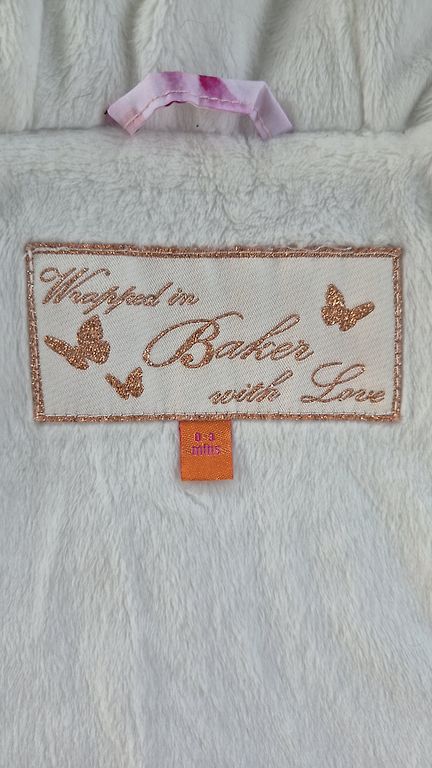 Wrapped in
Baker
with Love
0-3
mths